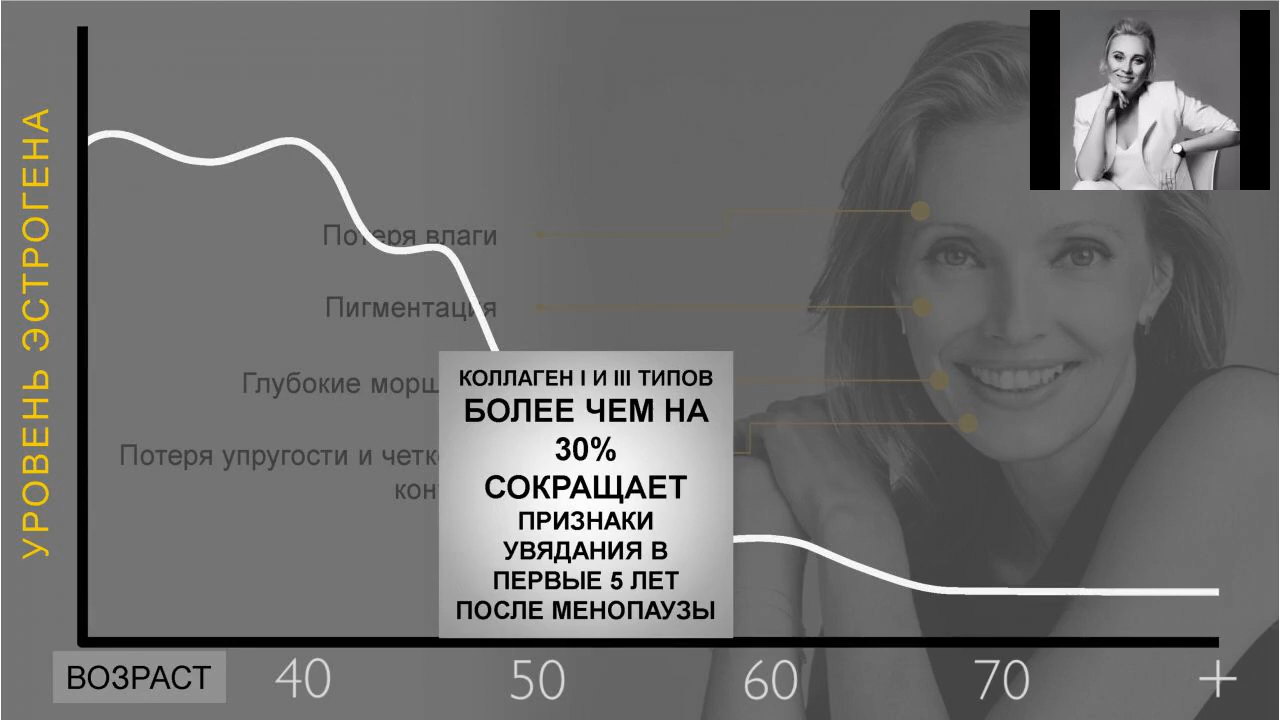 УРОВЕНЬ ЭСТРОГЕНА
Потеря влаги
Пигментация
Глубокие морщ
Потеря упругости и четк
кон
КОЛЛАГЕН I И III ТИПОВ
БОЛЕЕ ЧЕМ НА
30%
СОКРАЩАЕТ
ПРИЗНАКИ
УВЯДАНИЯ В
ПЕРВЫЕ 5 ЛЕТ
ПОСЛЕ МЕНОПАУЗЫ
ВОЗРАСТ 40 50 60 70 +